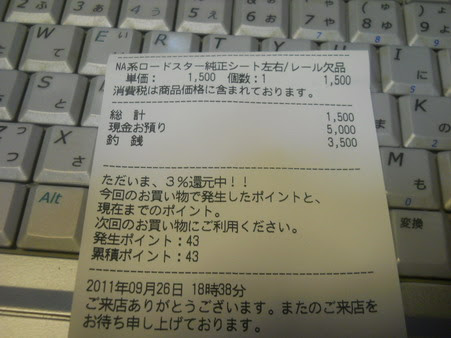 NA系ロードスター純正シート左右/レール欠品
単価: 1,500 個数:1 1,500
消費税は商品価格に含まれております。
総 計 1,500
現金お預り 5,000
釣 銭 3,500
ただいま、3%還元中!!
今回のお買い物で発生したポイントと、
現在までのポイント。
次回のお買い物にご利用ください。
発生ポイント:43
累積ポイント:43
2011年09月26日 18時38分
ご来店ありがとうございます。またのご来店を
お待ち申し上げております。
W
E
R
S
X
Alt
I
M
0
変換